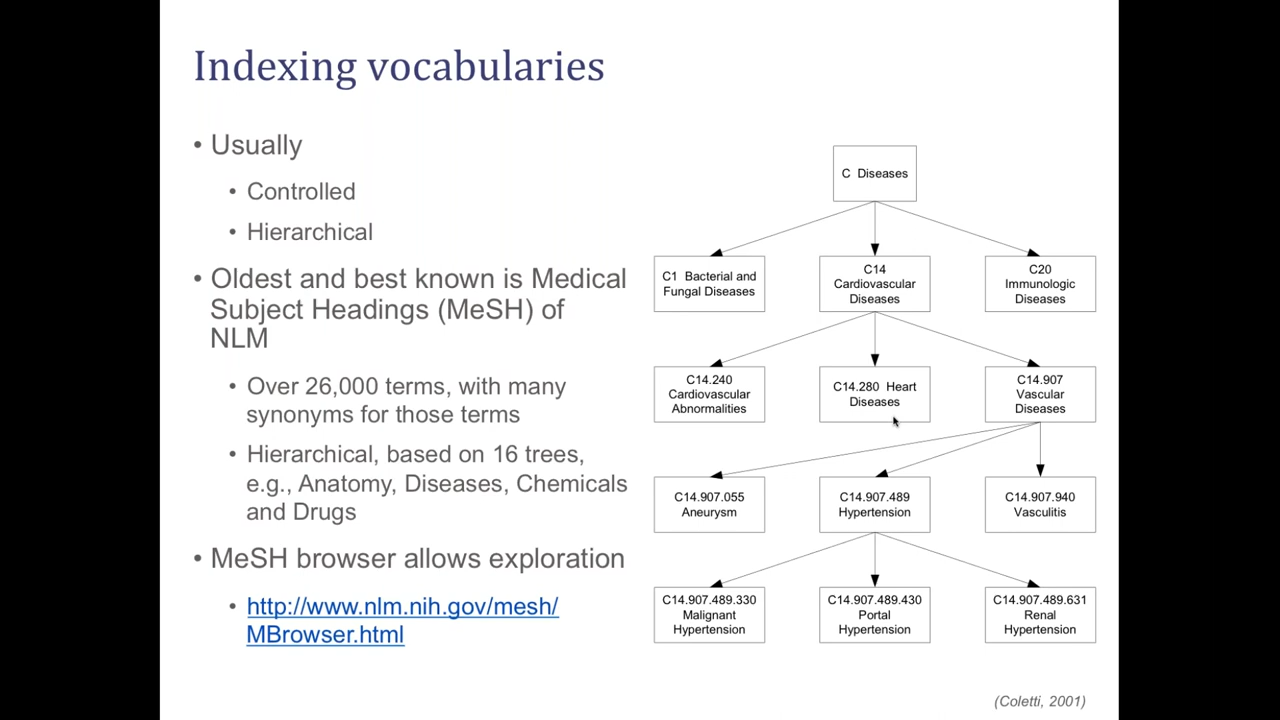 Indexing vocabularies
• Usually
• Controlled
• Hierarchical
• Oldest and best known is Medical
Subject Headings (MeSH) of
NLM
• Over 26,000 terms, with many
synonyms for those terms
• Hierarchical, based on 16 trees,
e.g., Anatomy, Diseases, Chemicals
and Drugs
• MeSH browser allows exploration
• http://www.nlm.nih.gov/mesh/
MBrowser.html
C Diseases
C1 Bacterial and
Fungal Diseases
C14
Cardiovascular
Diseases
C20
Immunologic
Diseases
C14.240
Cardiovascular
Abnormalities
C14.280 Heart
Diseases
C14.907
Vascular
Diseases
C14.907.055
Aneurysm
C14.907.489
Hypertension
C14.907.940
Vasculitis
C14.907.489.330
Malignant
Hypertension
C14.907.489.430
Portal
Hypertension
C14.907.489.631
Renal
Hypertension
(Coletti, 2001)